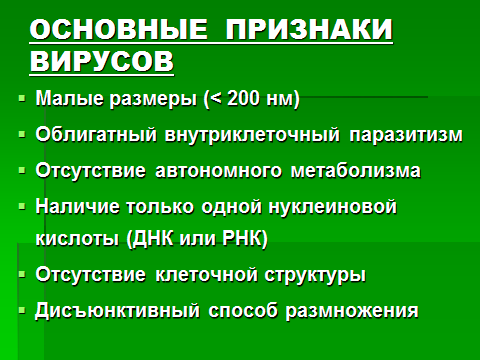 ОСНОВНЫЕ ПРИЗНАКИ
ВИРУСОВ
Малые размеры (< 200 нм)
Облигатный внутриклеточный паразитизм
Отсутствие автономного метаболизма
Наличие только одной нуклеиновой
кислоты (ДНК или РНК)
Отсутствие клеточной структуры
Дисъюнктивный способ размножения